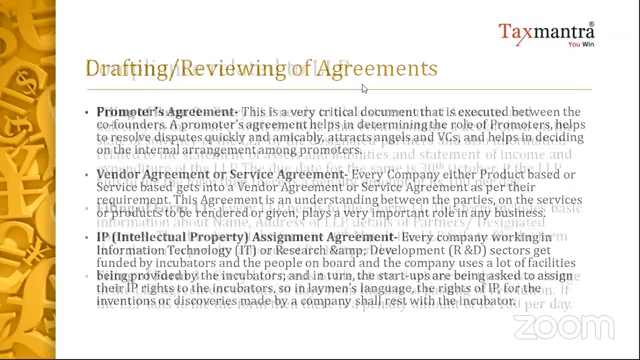 Taxmantra®
You Win
Drafting/Reviewing of Agreements
• Promoter's Agreement- This is a very critical document that is executed between the
co-founders. A promoter's agreement helps in determining the role of Promoters, helps
to resolve disputes quickly and amicably, attracts angels and VCs, and helps in deciding
on the internal arrangement among promoters.
• Vendor Agreement or Service Agreement- Every Company either Product based or
Service based gets into a Vendor Agreement or Service Agreement as per their
requirement. This Agreement is an understanding between the parties, on the services
or products to be rendered or given, plays a very important role in any business.
• IP (Intellectual Property) Assignment Agreement- Every company working in
Information Technology (IT) or Research &amp; Development (R &D) sectors get
funded by incubators and the people on board and the company uses a lot of facilities
being provided by the incubators; and in turn, the start-ups are being asked to assign
their IP rights to the incubators, so in laymen's language, the rights of IP, for the
inventions or discoveries made by a company shall rest with the incubator.
zoom